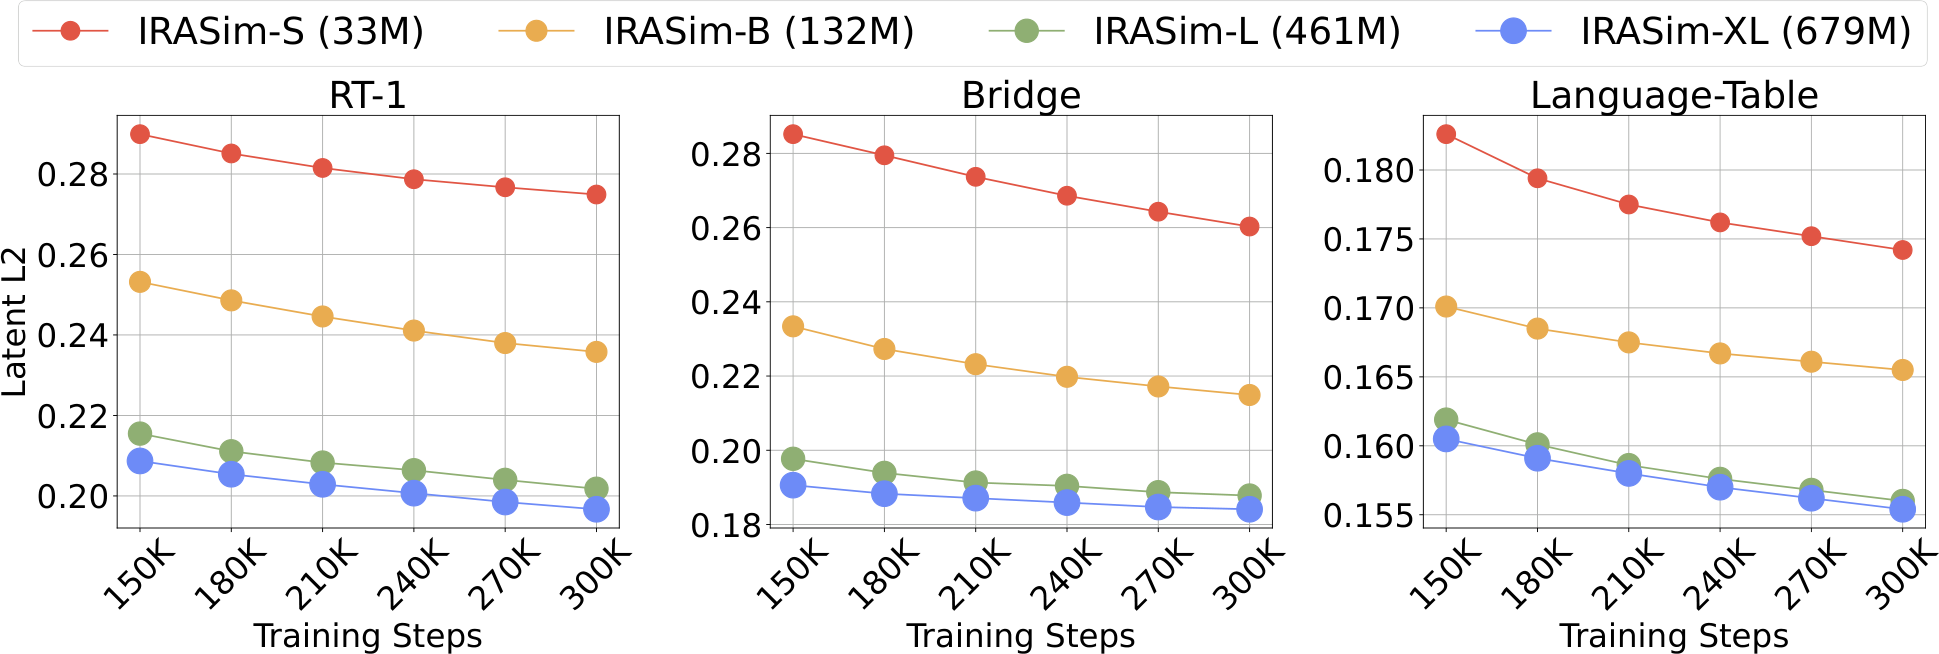 IRASim-S (33M) IRASim-B (132M) IRASim-L (461M) IRASim-XL (679M)
RT-1
Latent L2
0.28
0.26
0.24
0.22
0.20
150K 180K 210K 240K 270K 300K
Training Steps
Bridge
0.28
0.26
0.24
0.22
0.20
0.18
150K 180K 210K 240K 270K 300K
Training Steps
Language-Table
0.180
0.175
0.170
0.165
0.160
0.155
150K 180K 210K 240K 270K 300K
Training Steps